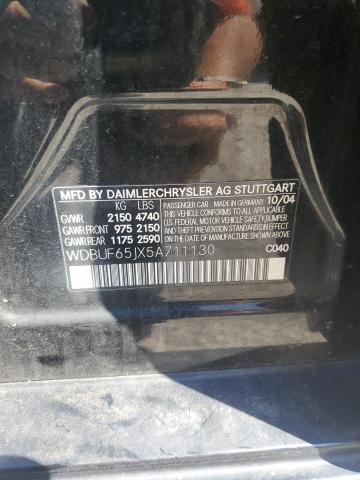 MFD BY DAIMLERCHRYSLER AG STUTTGART
KG LBS PASSENGER CAR MADE IN GERMANY 10/04
GVWR 2150 4740 THIS VEHICLE CONFORMS TO ALL APPLICABLE
GAWR FRONT 975 2150 U.S. FEDERAL MOTOR VEHICLE SAFETY, BUMPER
GAWR REAR 1175 2590 AND THEFT PREVENTION STANDARDS IN EFFECT
ON THE DATE OF MANUFACTURE SHOWN ABOVE
WDBUF65JX5A711130 C040